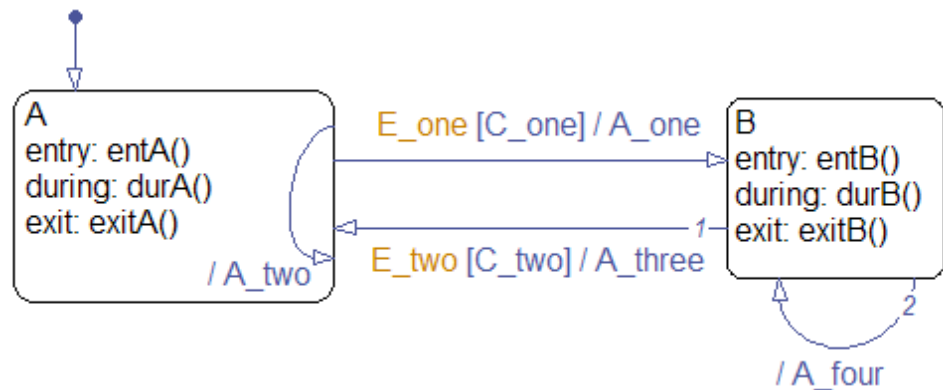 A
entry: entA()
during: durA()
exit: exitA()
/ A_two
E_one [C_one] / A_one
E_two [C_two] / A_three
1
B
entry: entB()
during: durB()
exit: exitB()
2
/ A_four